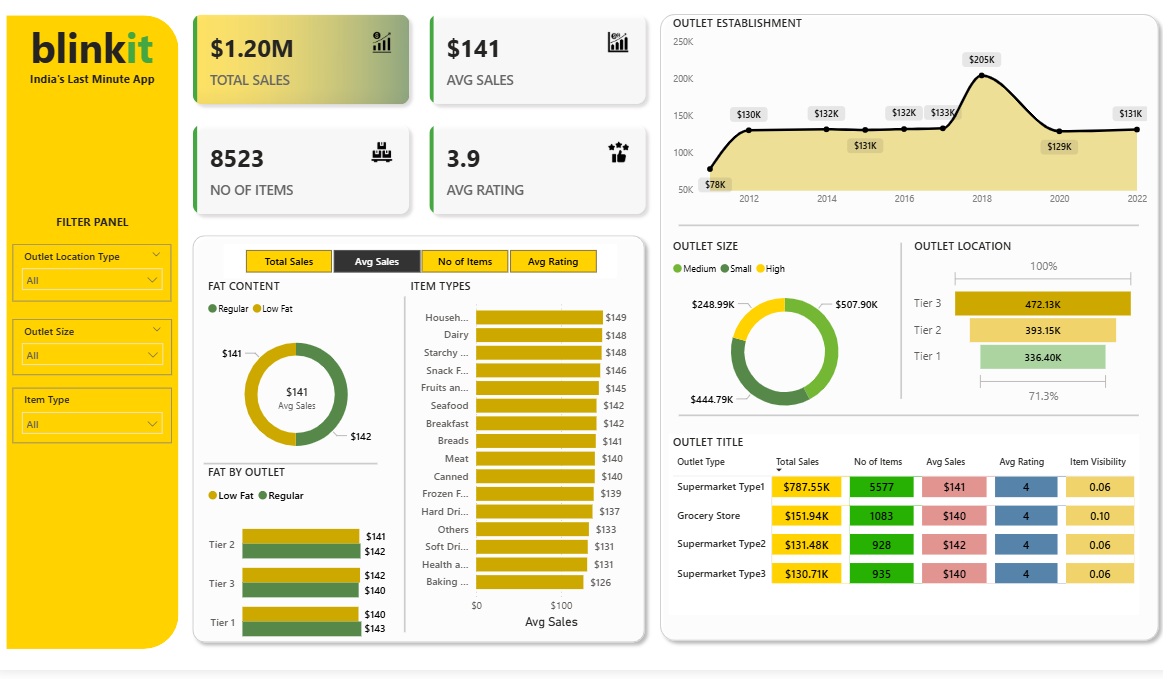 blinkit
India's Last Minute App
FILTER PANEL
Outlet Location Type
All
Outlet Size
All
Item Type
All
$1.20M
TOTAL SALES
$141
AVG SALES
8523
NO OF ITEMS
3.9
AVG RATING
Total Sales
Avg Sales
No of Items
Avg Rating
FAT CONTENT
Regular Low Fat
$141
$141
Avg Sales
$142
FAT BY OUTLET
Low Fat Regular
Tier 2 $141
$142
Tier 3 $142
$140
Tier 1 $140
$143
ITEM TYPES
Househ... $149
Dairy $148
Starchy ... $148
Snack F... $146
Fruits an... $145
Seafood $142
Breakfast $142
Breads $141
Meat $140
Canned $140
Frozen F... $139
Hard Dri... $137
Others $133
Soft Dri... $131
Health a... $131
Baking ... $126
$0 $100
Avg Sales
OUTLET ESTABLISHMENT
250K
200K
150K
100K
50K
$78K
$130K
$132K
$131K
$132K
$133K
$205K
$129K
$131K
2012 2014 2016 2018 2020 2022
OUTLET SIZE
Medium Small High
$248.99K
$507.90K
$444.79K
OUTLET LOCATION
100%
Tier 3 472.13K
Tier 2 393.15K
Tier 1 336.40K
71.3%
OUTLET TITLE
Outlet Type Total Sales No of Items Avg Sales Avg Rating Item Visibility
Supermarket Type1 $787.55K 5577 $141 4 0.06
Grocery Store $151.94K 1083 $140 4 0.10
Supermarket Type2 $131.48K 928 $142 4 0.06
Supermarket Type3 $130.71K 935 $140 4 0.06